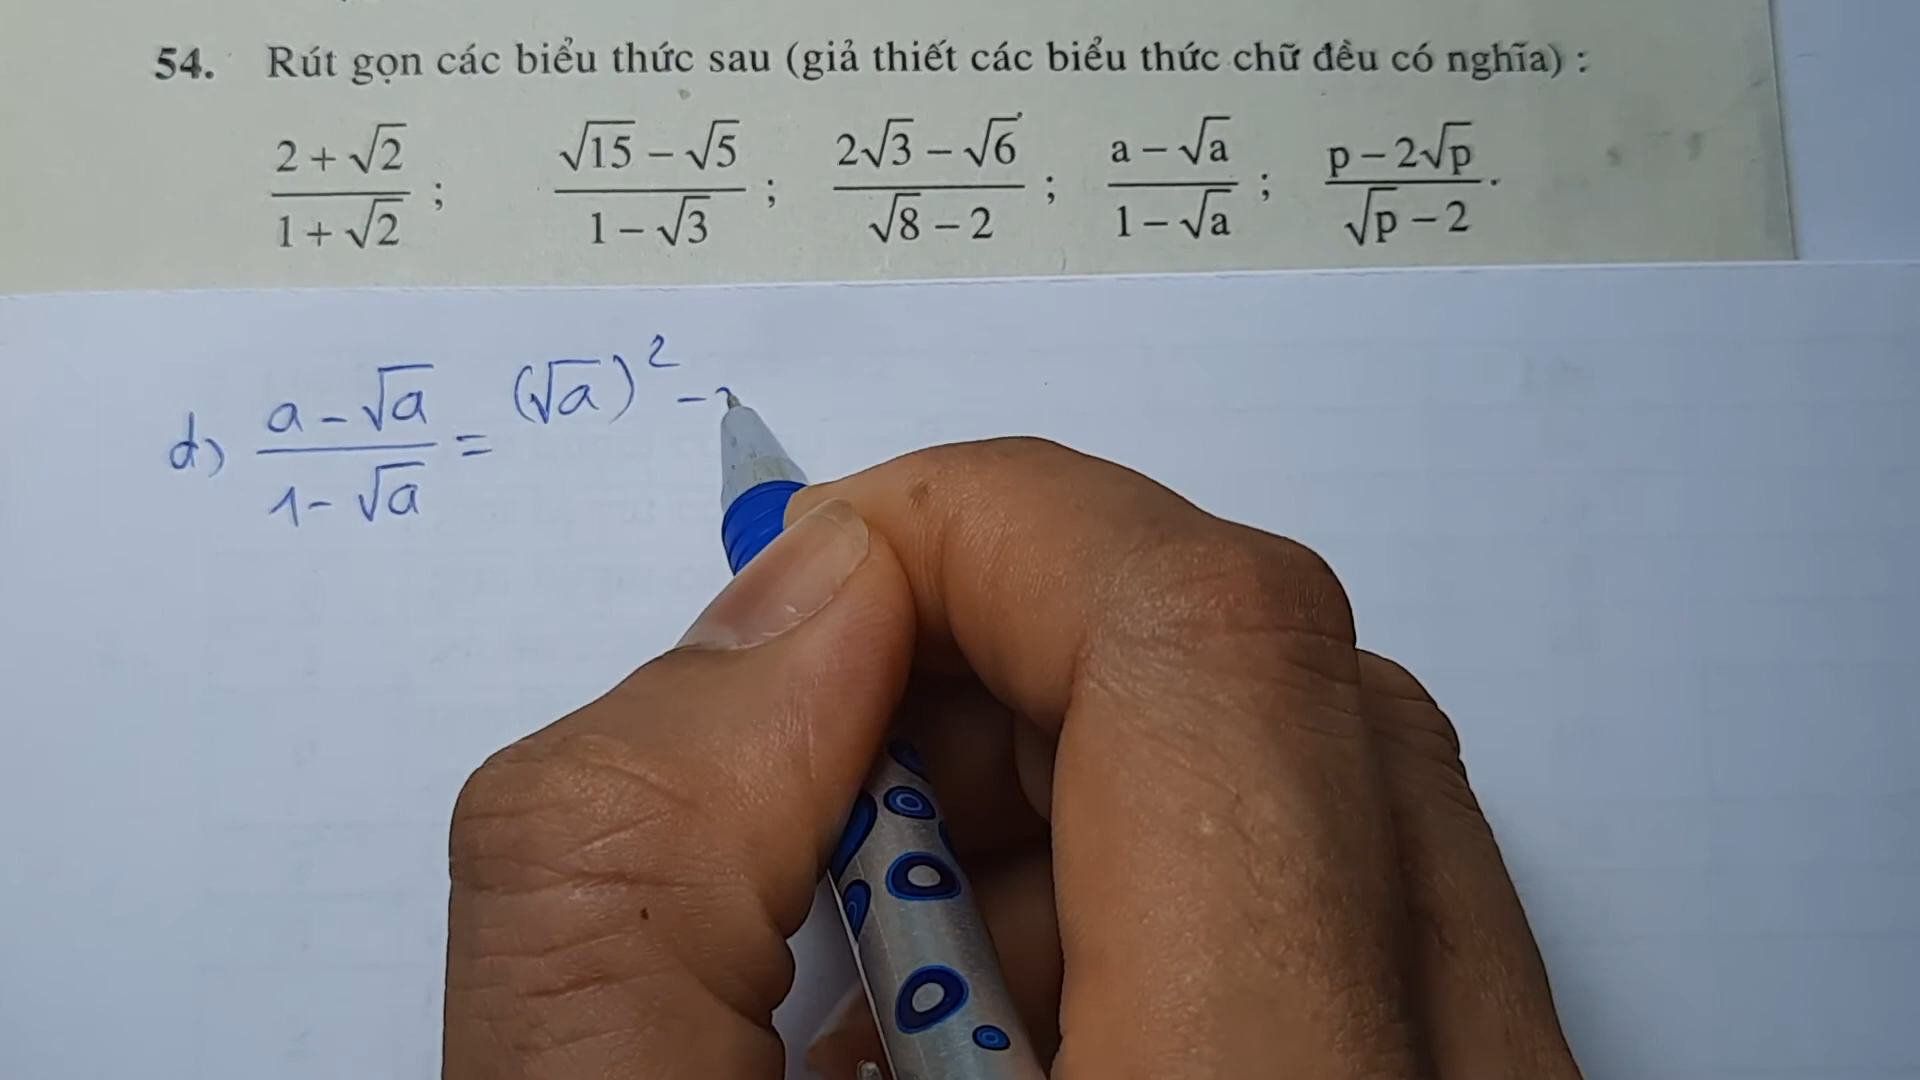 54. Rút gọn các biểu thức sau (giả thiết các biểu thức chữ đều có nghĩa) :
(2 + √2)/(1 + √2) ; (√15 − √5)/(1 − √3) ; (2√3 − √6)/(√8 − 2) ; (a − √a)/(1 − √a) ; (p − 2√p)/(√p − 2).
d) (a − √a)/(1 − √a) = (√a)² −